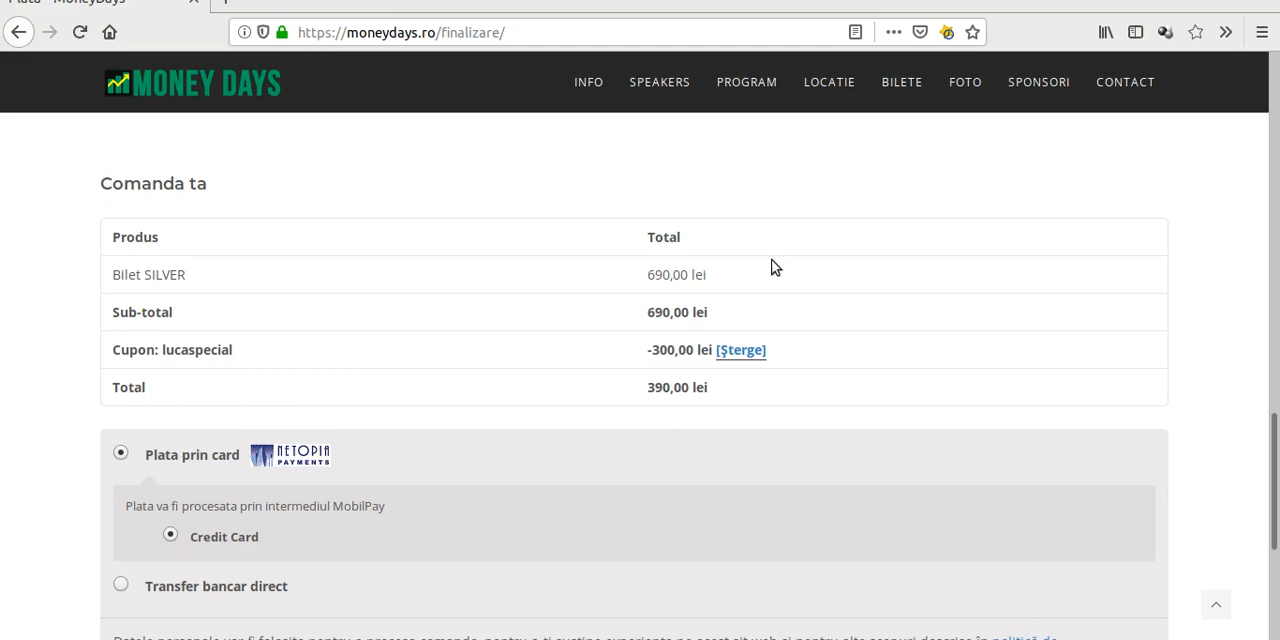 Plata – MoneyDays
https://moneydays.ro/finalizare/
MONEY DAYS
INFO SPEAKERS PROGRAM LOCATIE BILETE FOTO SPONSORI CONTACT
Comanda ta
Produs Total
Bilet SILVER 690,00 lei
Sub-total 690,00 lei
Cupon: lucaspecial -300,00 lei [Şterge]
Total 390,00 lei
Plata prin card NETOPIA PAYMENTS
Plata va fi procesata prin intermediul MobilPay
Credit Card
Transfer bancar direct